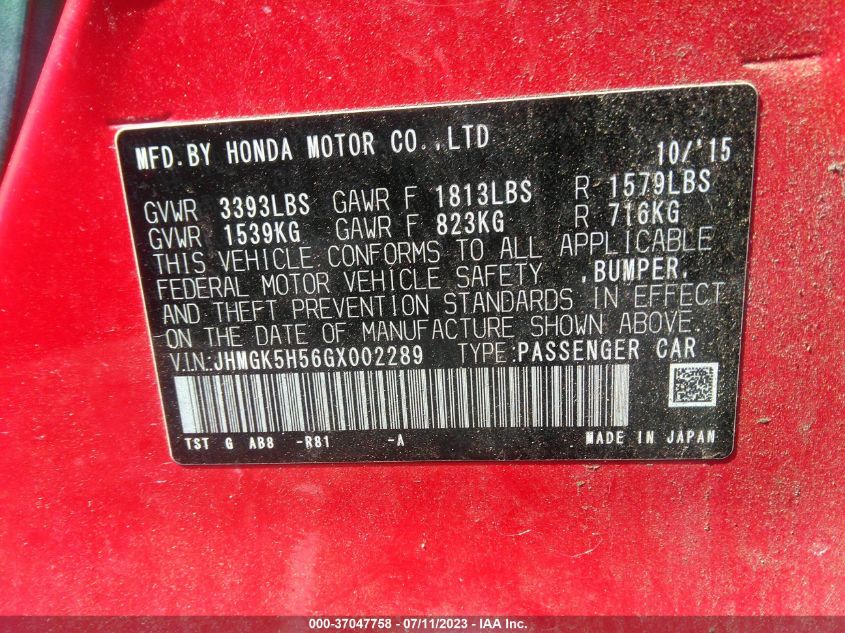 MFD.BY HONDA MOTOR CO.,LTD 10/'15
GVWR 3393LBS GAWR F 1813LBS R 1579LBS
GVWR 1539KG GAWR F 823KG R 716KG
THIS VEHICLE CONFORMS TO ALL APPLICABLE
FEDERAL MOTOR VEHICLE SAFETY ,BUMPER,
AND THEFT PREVENTION STANDARDS IN EFFECT
ON THE DATE OF MANUFACTURE SHOWN ABOVE.
V.I.N.:JHMGK5H56GX002289 TYPE:PASSENGER CAR
TST G AB8 -R81 -A MADE IN JAPAN
000-37047758 - 07/11/2023 - IAA Inc.